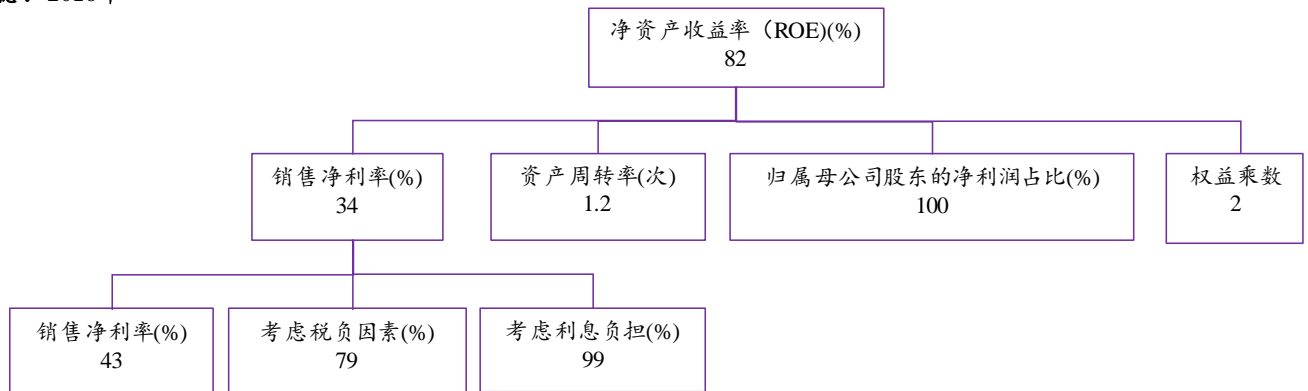 净资产收益率（ROE)(%)
82
销售净利率(%)
34
资产周转率(次)
1.2
归属母公司股东的净利润占比(%)
100
权益乘数
2
销售净利率(%)
43
考虑税负因素(%)
79
考虑利息负担(%)
99